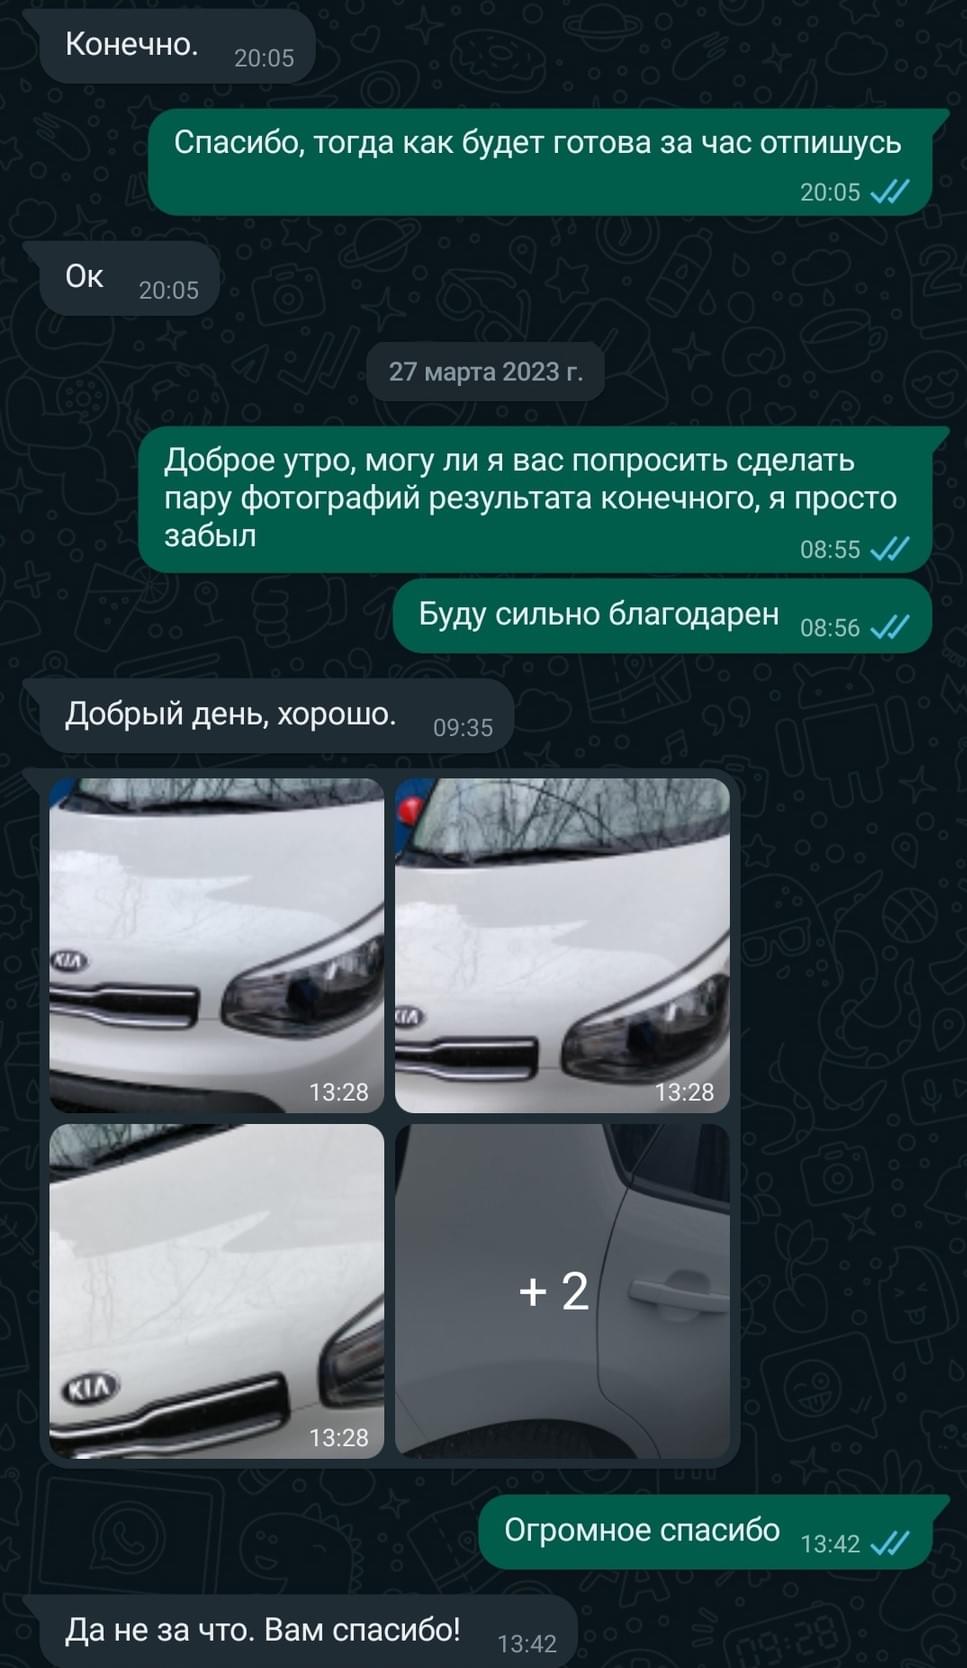 Конечно. 20:05
Спасибо, тогда как будет готова за час отпишусь
20:05
Ок 20:05
27 марта 2023 г.
Доброе утро, могу ли я вас попросить сделать
пару фотографий результата конечного, я просто
забыл 08:55
Буду сильно благодарен 08:56
Добрый день, хорошо. 09:35
KIA
KIA
13:28
13:28
+ 2
KIA
13:28
Огромное спасибо 13:42
Да не за что. Вам спасибо! 13:42